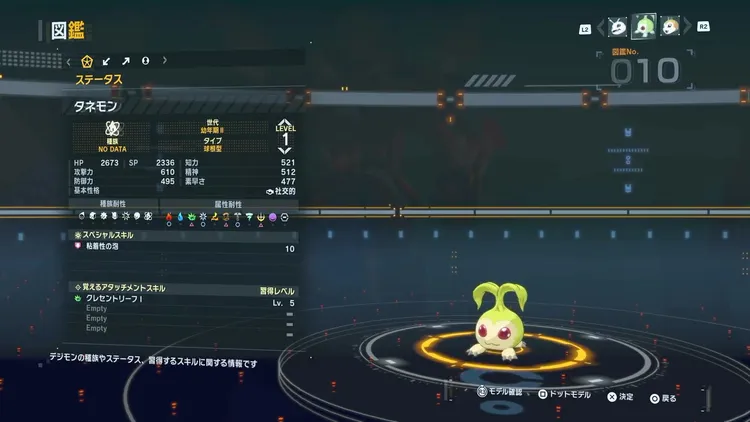 図鑑
L2
R2
図鑑No.
010
ステータス
タネモン
種族
NO DATA
世代
幼年期Ⅱ
タイプ
球根型
LEVEL
1
HP 2673 SP 2336 知力 521
攻撃力 610 精神 512
防御力 495 素早さ 477
基本性格 社交的
種族耐性 属性耐性
スペシャルスキル
粘着性の泡 10
覚えるアタッチメントスキル 習得レベル
クレセントリーフⅠ Lv. 5
Empty
Empty
Empty
デジモンの種族やステータス、習得するスキルに関する情報です
モデル確認 ドットモデル 決定 戻る